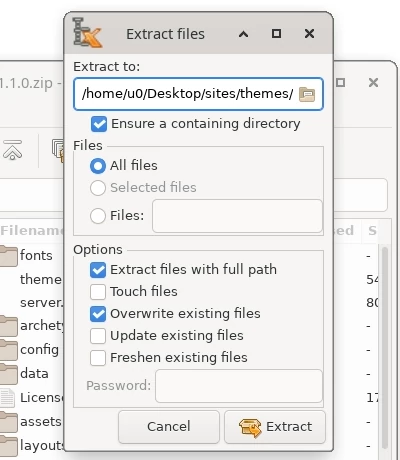 Extract files
1.1.0.zip -
Extract to:
/home/u0/Desktop/sites/themes/
Ensure a containing directory
Files
All files
Selected files
Files:
Filename
fonts
theme
server.
archety
config
data
License
assets
layouts
Options
Extract files with full path
Touch files
Overwrite existing files
Update existing files
Freshen existing files
Password:
Cancel
Extract
ed
S
-
54
80
-
-
-
17
-
-